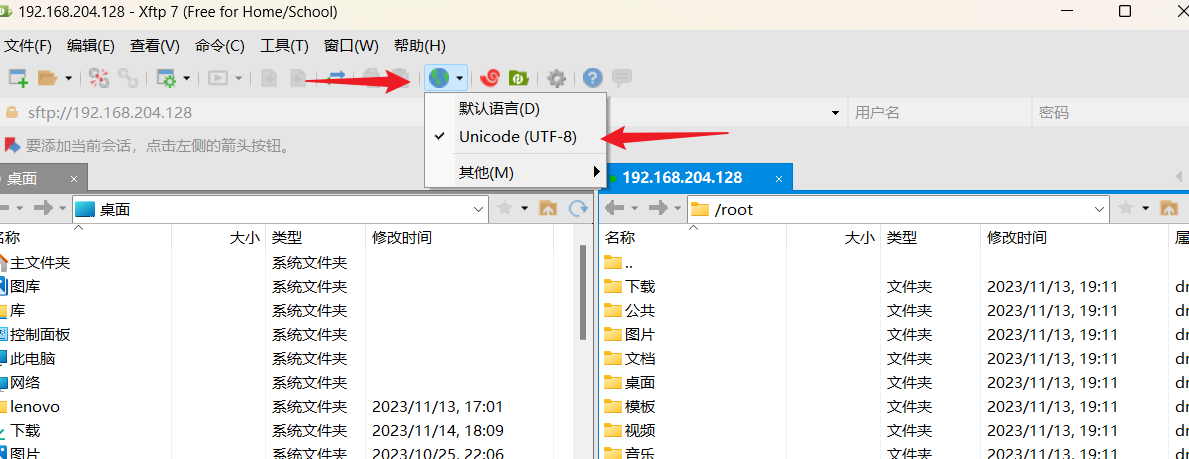 192.168.204.128 - Xftp 7 (Free for Home/School)
文件(F) 编辑(E) 查看(V) 命令(C) 工具(T) 窗口(W) 帮助(H)
sftp://192.168.204.128 用户名 密码
默认语言(D)
Unicode (UTF-8)
其他(M)
要添加当前会话，点击左侧的箭头按钮。
桌面 × 192.168.204.128 ×
桌面 /root
名称 大小 类型 修改时间 名称 大小 类型 修改时间 属
主文件夹 系统文件夹 ..
图库 系统文件夹 下载 文件夹 2023/11/13, 19:11 dr
库 系统文件夹 公共 文件夹 2023/11/13, 19:11 dr
控制面板 系统文件夹 图片 文件夹 2023/11/13, 19:11 dr
此电脑 系统文件夹 文档 文件夹 2023/11/13, 19:11 dr
网络 系统文件夹 桌面 文件夹 2023/11/13, 19:11 dr
lenovo 系统文件夹 2023/11/13, 17:01 模板 文件夹 2023/11/13, 19:11 dr
下载 系统文件夹 2023/11/14, 18:09 视频 文件夹 2023/11/13, 19:11 dr
图片 系统文件夹 2023/10/25, 22:06 音乐 文件夹 2023/11/13, 19:11 dr